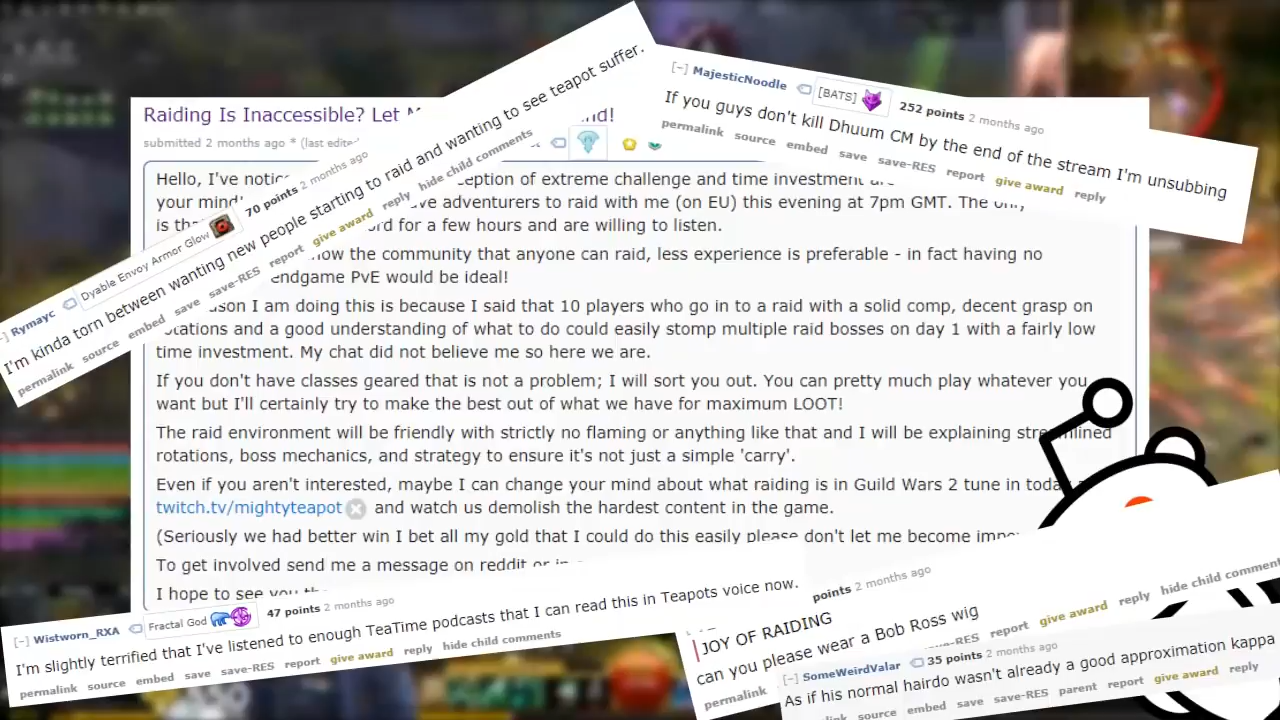 Raiding Is Inaccessible? Let
nd!
submitted 2 months ago * (last edite
Hello, I've notic
ception of extreme challenge and time investment
your mind!
ve adventurers to raid with me (on EU) this evening at 7pm GMT. The only
is tha
ord for a few hours and are willing to listen.
how the community that anyone can raid, less experience is preferable - in fact having no
endgame PvE would be ideal!
ason I am doing this is because I said that 10 players who go in to a raid with a solid comp, decent grasp on
otations and a good understanding of what to do could easily stomp multiple raid bosses on day 1 with a fairly low
time investment. My chat did not believe me so here we are.
If you don't have classes geared that is not a problem; I will sort you out. You can pretty much play whatever you
want but I'll certainly try to make the best out of what we have for maximum LOOT!
The raid environment will be friendly with strictly no flaming or anything like that and I will be explaining streamlined
rotations, boss mechanics, and strategy to ensure it's not just a simple 'carry'.
Even if you aren't interested, maybe I can change your mind about what raiding is in Guild Wars 2 tune in today
twitch.tv/mightyteapot and watch us demolish the hardest content in the game.
(Seriously we had better win I bet all my gold that I could do this easily please don't let me become impo
To get involved send me a message on reddit or in
I hope to see you th
[-] Rymayc Dyable Envoy Armor Glow 70 points 2 months ago
I'm kinda torn between wanting new people starting to raid and wanting to see teapot suffer.
permalink source embed save save-RES report give award reply hide child comments
[-] MajesticNoodle [BATS] 252 points 2 months ago
If you guys don't kill Dhuum CM by the end of the stream I'm unsubbing
permalink source embed save save-RES report give award reply
[-] Wistworn_RXA Fractal God 47 points 2 months ago
I'm slightly terrified that I've listened to enough TeaTime podcasts that I can read this in Teapots voice now.
permalink source embed save save-RES report give award reply hide child comments
points 2 months ago
JOY OF RAIDING
can you please wear a Bob Ross wig
permalink
-RES report give award reply hide child comments
[-] SomeWeirdValar 35 points 2 months ago
As if his normal hairdo wasn't already a good approximation kappa
link source embed save save-RES parent report give award reply